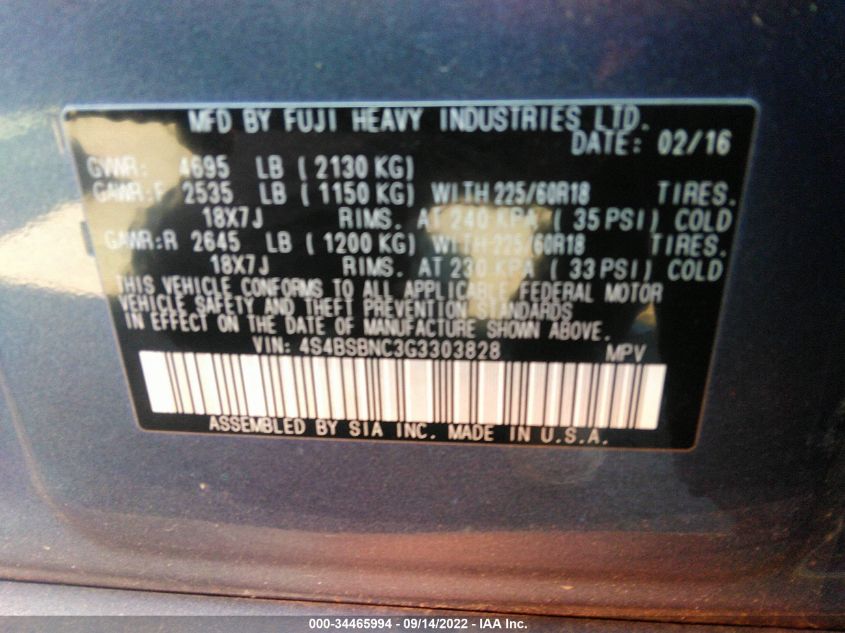 MFD BY FUJI HEAVY INDUSTRIES LTD.
DATE: 02/16
GVWR: 4695 LB ( 2130 KG)
GAWR:F 2535 LB ( 1150 KG) WITH 225/60R18 TIRES.
18X7J RIMS. AT 240 KPA ( 35 PSI) COLD
GAWR:R 2645 LB ( 1200 KG) WITH 225/60R18 TIRES.
18X7J RIMS. AT 230 KPA ( 33 PSI) COLD
THIS VEHICLE CONFORMS TO ALL APPLICABLE FEDERAL MOTOR
VEHICLE SAFETY AND THEFT PREVENTION STANDARDS
IN EFFECT ON THE DATE OF MANUFACTURE SHOWN ABOVE.
VIN: 4S4BSBNC3G3303828 MPV
ASSEMBLED BY SIA INC. MADE IN U.S.A.
000-34465994 - 09/14/2022 - IAA Inc.